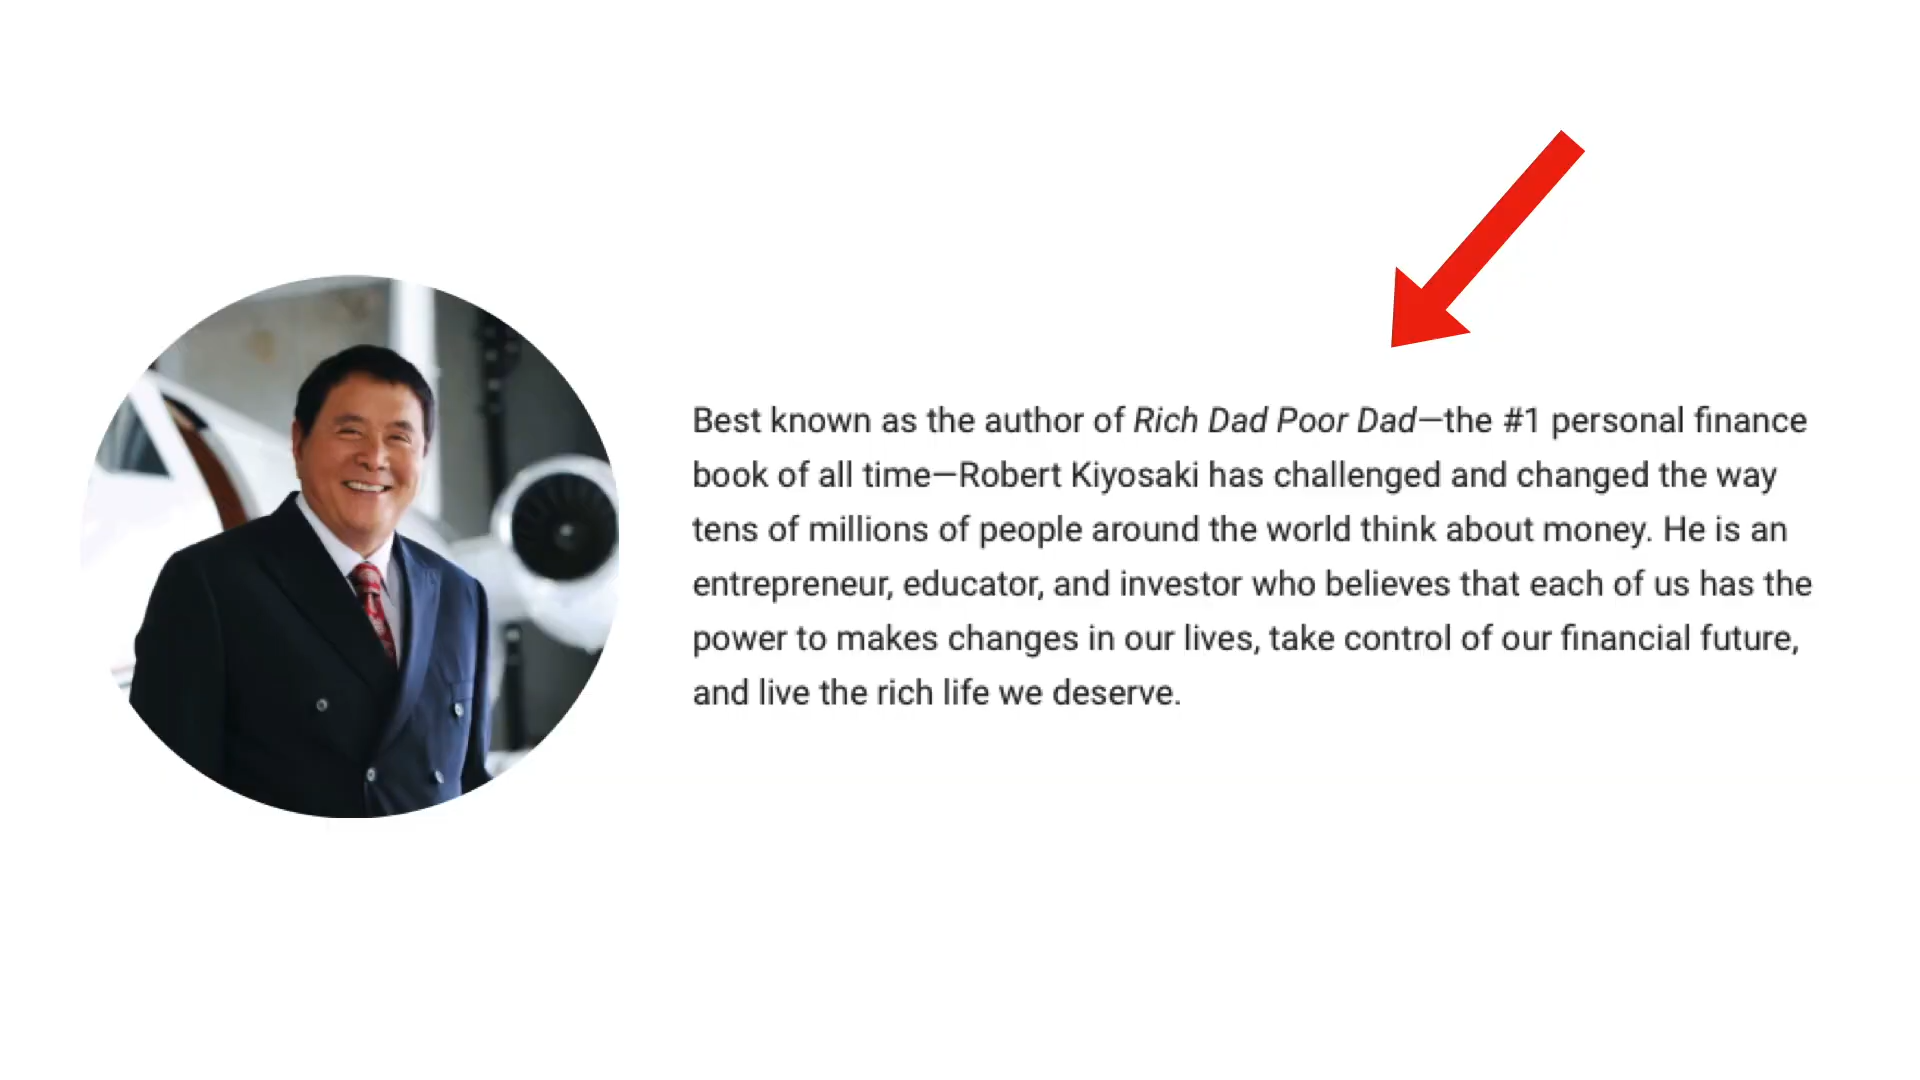 Best known as the author of Rich Dad Poor Dad—the #1 personal finance
book of all time—Robert Kiyosaki has challenged and changed the way
tens of millions of people around the world think about money. He is an
entrepreneur, educator, and investor who believes that each of us has the
power to makes changes in our lives, take control of our financial future,
and live the rich life we deserve.